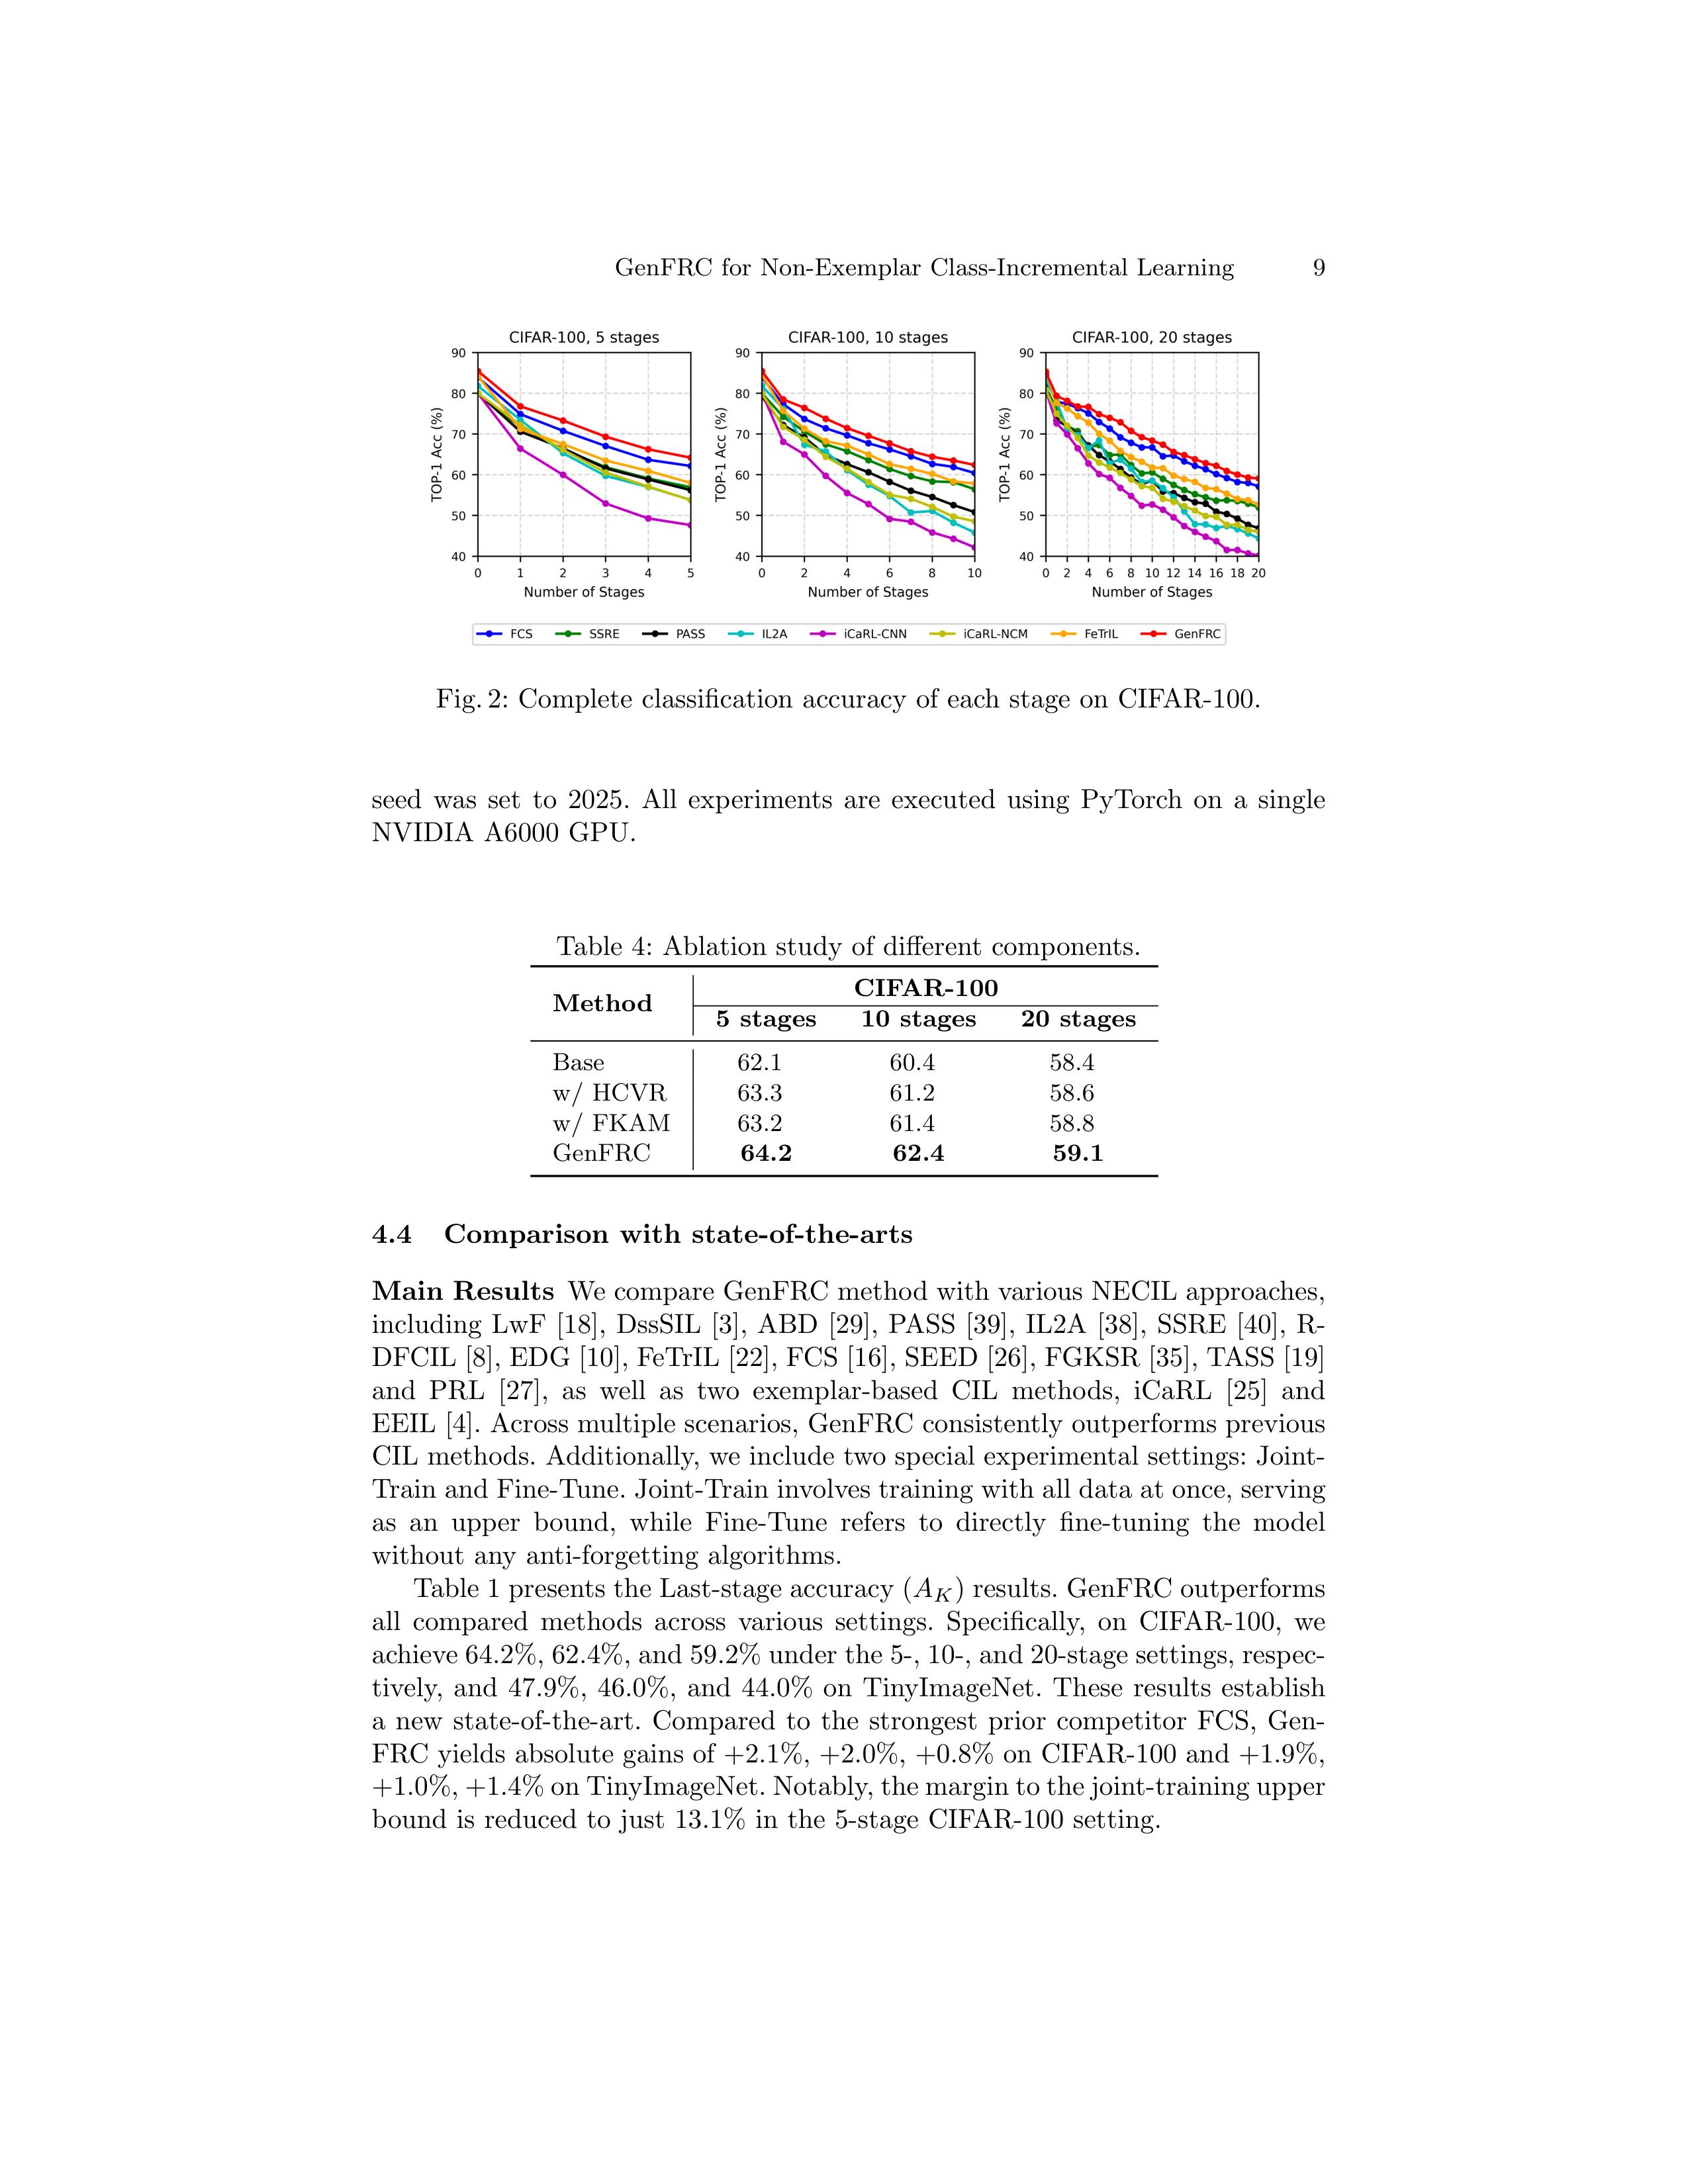 GenFRC for Non-Exemplar Class-Incremental Learning 9
CIFAR-100, 5 stages
90
80
70
60
50
40
TOP-1 Acc (%)
0 1 2 3 4 5
Number of Stages
CIFAR-100, 10 stages
90
80
70
60
50
40
TOP-1 Acc (%)
0 2 4 6 8 10
Number of Stages
CIFAR-100, 20 stages
90
80
70
60
50
40
TOP-1 Acc (%)
0 2 4 6 8 10 12 14 16 18 20
Number of Stages
FCS SSRE PASS IL2A iCaRL-CNN iCaRL-NCM FeTrIL GenFRC
Fig. 2: Complete classification accuracy of each stage on CIFAR-100.
seed was set to 2025. All experiments are executed using PyTorch on a single
NVIDIA A6000 GPU.
Table 4: Ablation study of different components.
Method CIFAR-100
5 stages 10 stages 20 stages
Base 62.1 60.4 58.4
w/ HCVR 63.3 61.2 58.6
w/ FKAM 63.2 61.4 58.8
GenFRC 64.2 62.4 59.1
4.4 Comparison with state-of-the-arts
Main Results We compare GenFRC method with various NECIL approaches,
including LwF [18], DssSIL [3], ABD [29], PASS [39], IL2A [38], SSRE [40], R-
DFCIL [8], EDG [10], FeTrIL [22], FCS [16], SEED [26], FGKSR [35], TASS [19]
and PRL [27], as well as two exemplar-based CIL methods, iCaRL [25] and
EEIL [4]. Across multiple scenarios, GenFRC consistently outperforms previous
CIL methods. Additionally, we include two special experimental settings: Joint-
Train and Fine-Tune. Joint-Train involves training with all data at once, serving
as an upper bound, while Fine-Tune refers to directly fine-tuning the model
without any anti-forgetting algorithms.
Table 1 presents the Last-stage accuracy (A_K) results. GenFRC outperforms
all compared methods across various settings. Specifically, on CIFAR-100, we
achieve 64.2%, 62.4%, and 59.2% under the 5-, 10-, and 20-stage settings, respec-
tively, and 47.9%, 46.0%, and 44.0% on TinyImageNet. These results establish
a new state-of-the-art. Compared to the strongest prior competitor FCS, Gen-
FRC yields absolute gains of +2.1%, +2.0%, +0.8% on CIFAR-100 and +1.9%,
+1.0%, +1.4% on TinyImageNet. Notably, the margin to the joint-training upper
bound is reduced to just 13.1% in the 5-stage CIFAR-100 setting.